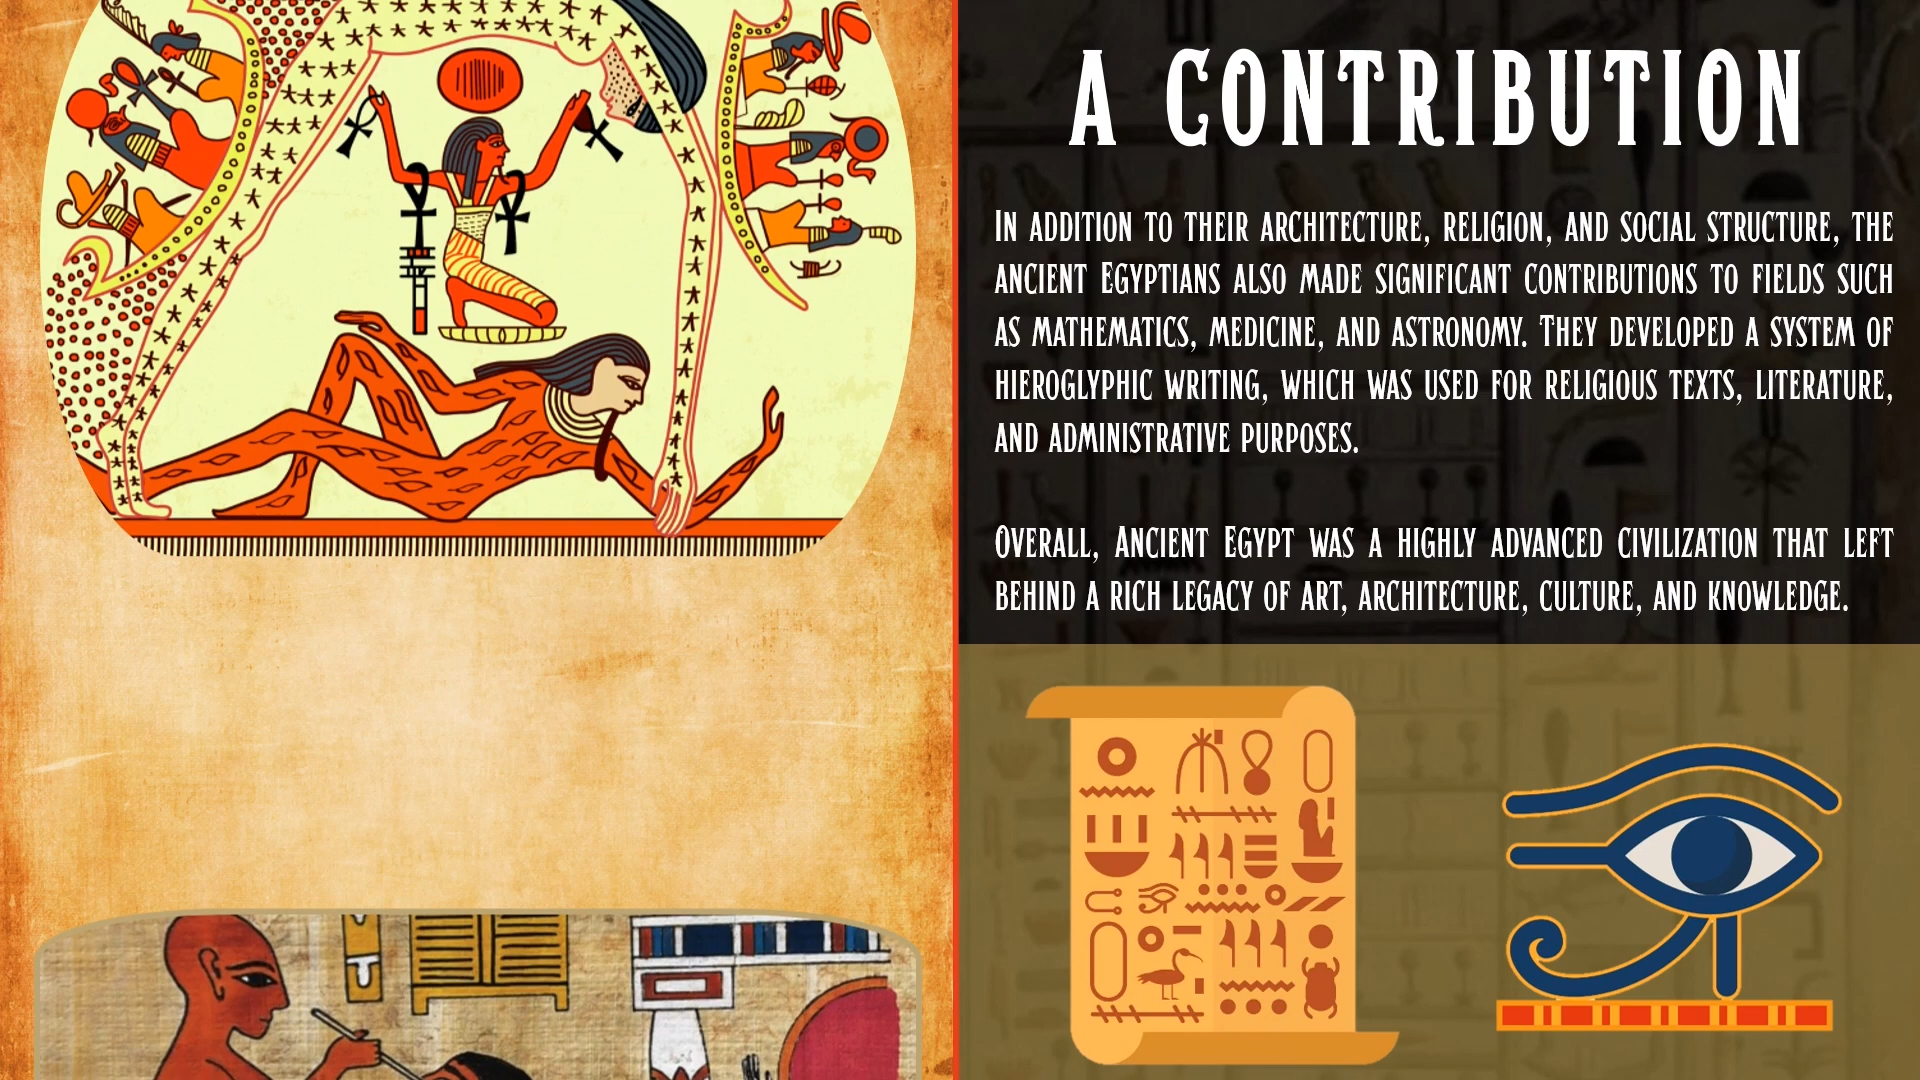 A CONTRIBUTION
In addition to their architecture, religion, and social structure, the
ancient Egyptians also made significant contributions to fields such
as mathematics, medicine, and astronomy. They developed a system of
hieroglyphic writing, which was used for religious texts, literature,
and administrative purposes.
Overall, Ancient Egypt was a highly advanced civilization that left
behind a rich legacy of art, architecture, culture, and knowledge.